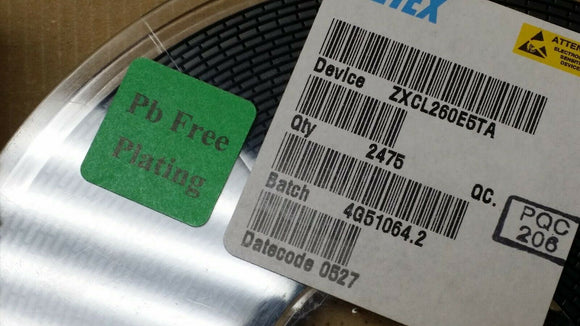 Pb Free
Plating
TEX
Device ZXCL260E5TA
Qty 2475
Batch 4G51064.2
Datecode 0527
QC.
PQC
206
ATTEN